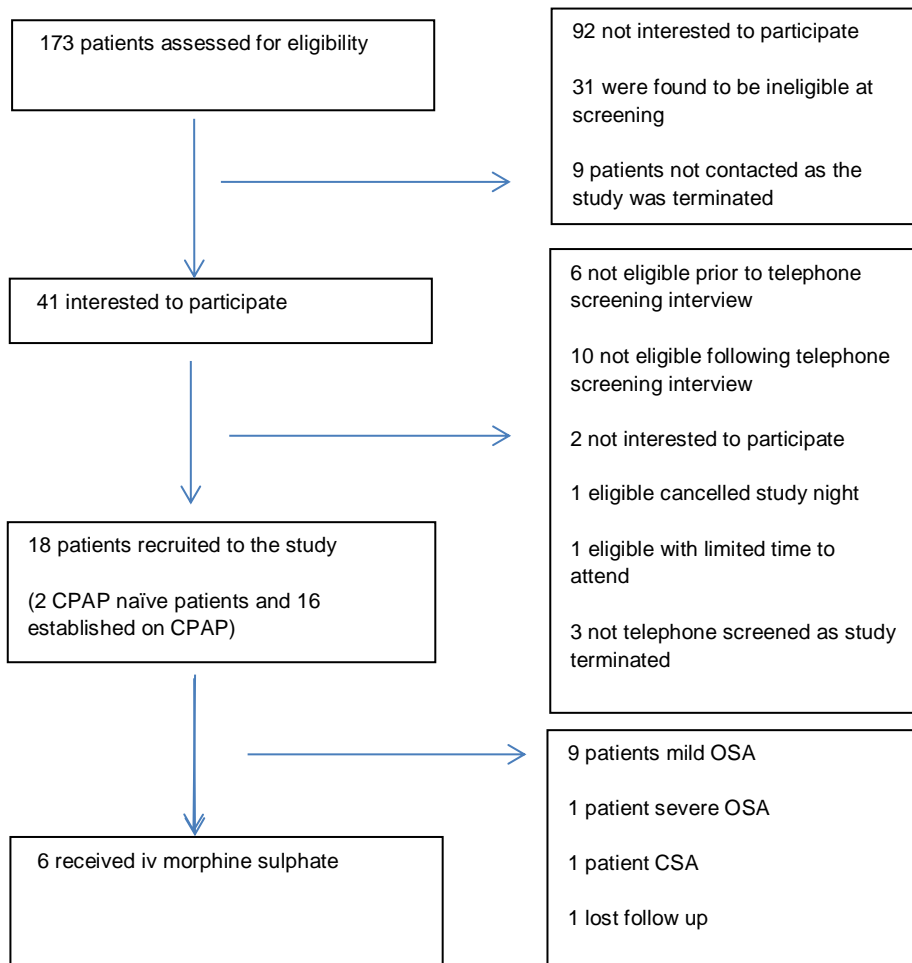 173 patients assessed for eligibility
92 not interested to participate
31 were found to be ineligible at
screening
9 patients not contacted as the
study was terminated
41 interested to participate
6 not eligible prior to telephone
screening interview
10 not eligible following telephone
screening interview
2 not interested to participate
1 eligible cancelled study night
1 eligible with limited time to
attend
3 not telephone screened as study
terminated
18 patients recruited to the study
(2 CPAP naïve patients and 16
established on CPAP)
9 patients mild OSA
1 patient severe OSA
1 patient CSA
1 lost follow up
6 received iv morphine sulphate